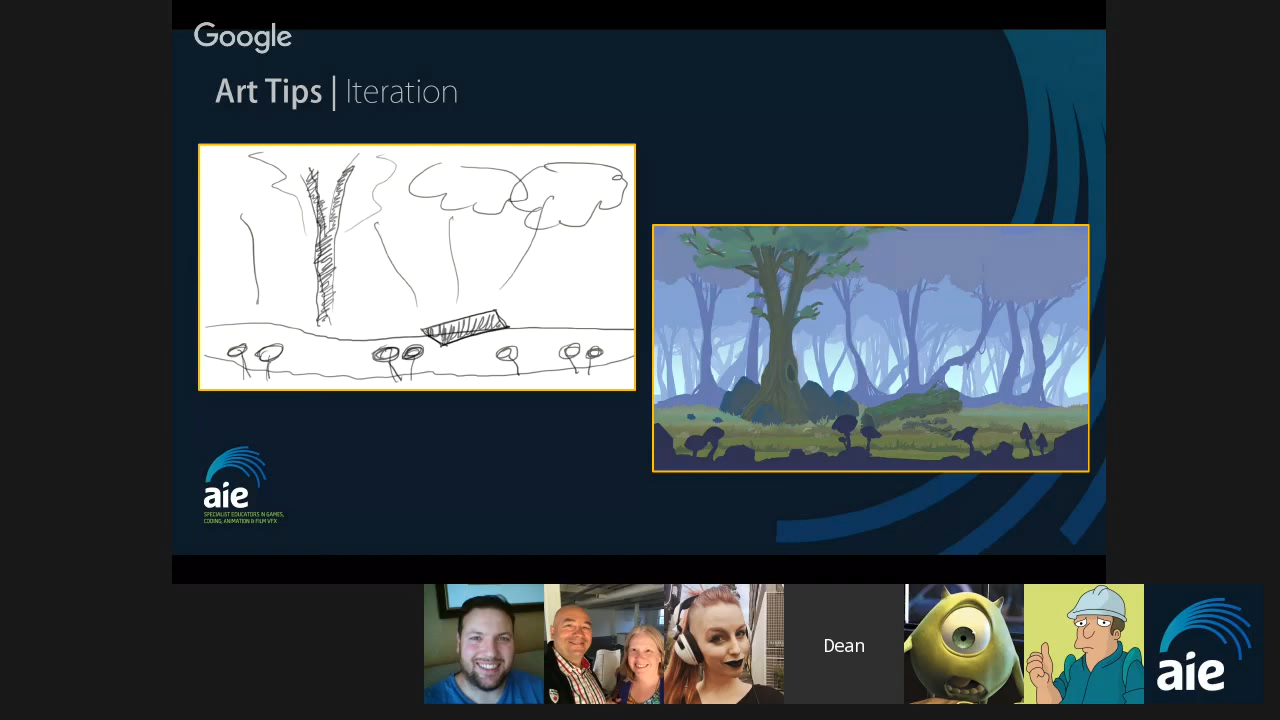 Google
Art Tips | Iteration
aie
SPECIALIST EDUCATORS IN GAMES,
CODING, ANIMATION & FILM VFX
Dean
aie